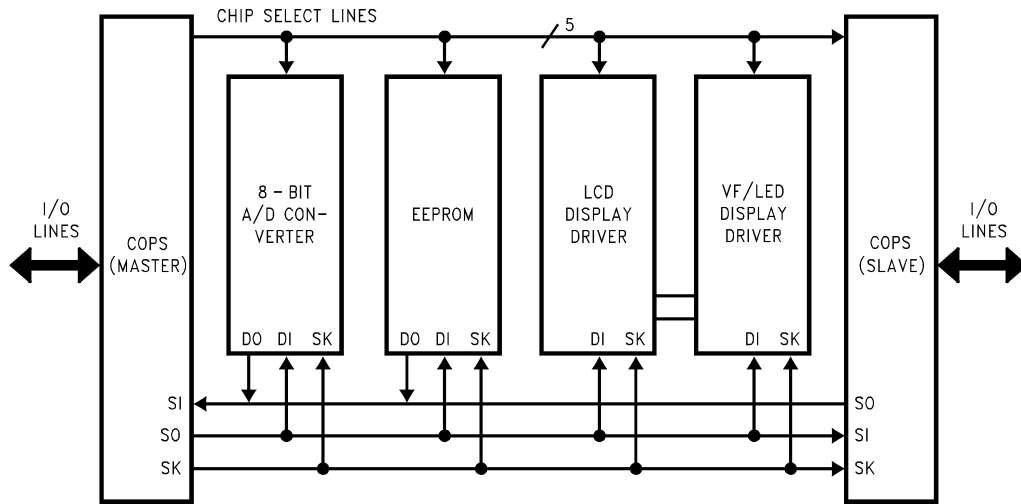 CHIP SELECT LINES
5
I/O
LINES
COPS
(MASTER)
8 - BIT
A/D CON-
VERTER
EEPROM
LCD
DISPLAY
DRIVER
VF/LED
DISPLAY
DRIVER
COPS
(SLAVE)
I/O
LINES
DO DI SK
DO DI SK
DI SK
DI SK
SI
SO
SK
SO
SI
SK